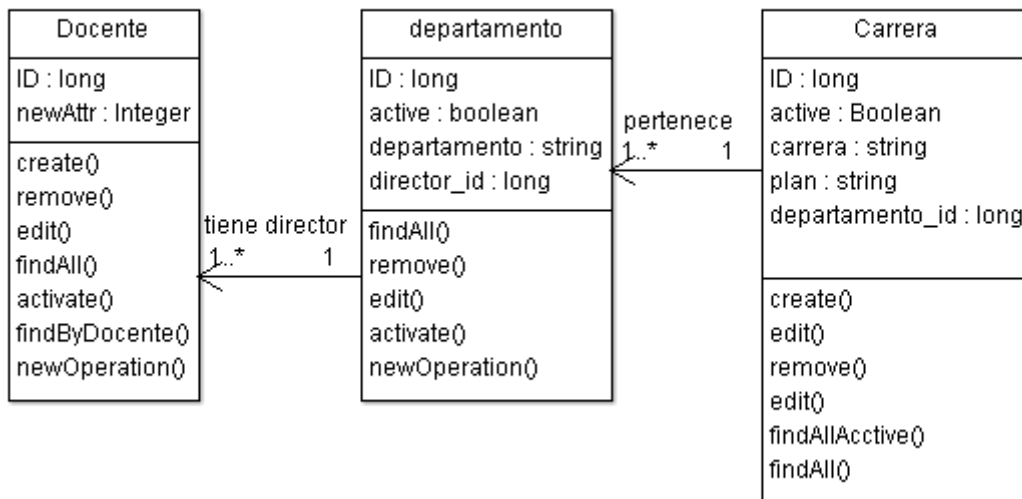 Docente
ID : long
newAttr : Integer
create()
remove()
edit()
findAll()
activate()
findByDocente()
newOperation()
tiene director
1..* 1
departamento
ID : long
active : boolean
departamento : string
director_id : long
findAll()
remove()
edit()
activate()
newOperation()
pertenece
1..* 1
Carrera
ID : long
active : Boolean
carrera : string
plan : string
departamento_id : long
create()
edit()
remove()
edit()
findAllAcctive()
findAll()